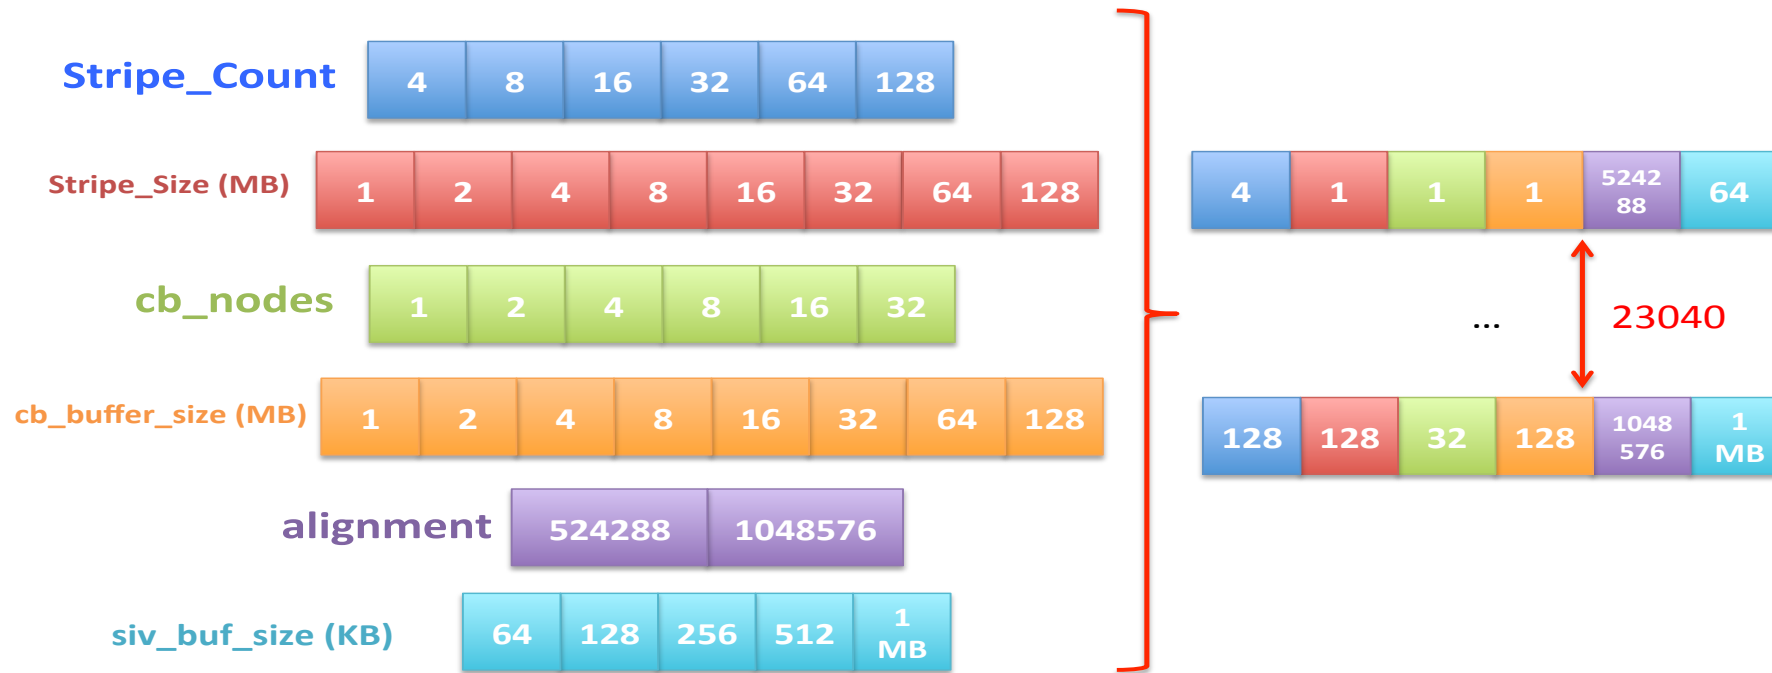 Stripe_Count 4 8 16 32 64 128
Stripe_Size (MB) 1 2 4 8 16 32 64 128
cb_nodes 1 2 4 8 16 32
cb_buffer_size (MB) 1 2 4 8 16 32 64 128
alignment 524288 1048576
siv_buf_size (KB) 64 128 256 512 1
MB
4 1 1 1 5242
88 64
... 23040
128 128 32 128 1048
576 1
MB